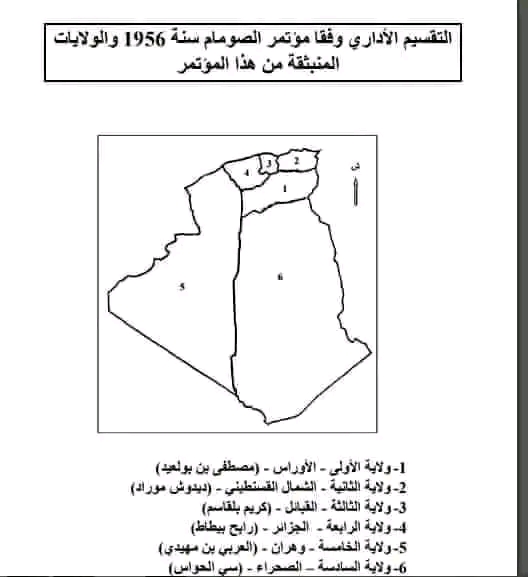 التقسيم الأداري وفقا مؤتمر الصومام سنة 1956 والولايات
المنبثقة من هذا المؤتمر
ش
2
3
4
1
5
6
1- ولاية الأولى - الأوراس - (مصطفى بن بولعيد)
2- ولاية الثانية - الشمال القسنطيني - (ديدوش موراد)
3- ولاية الثالثة - القبائل - (كريم بلقاسم)
4- ولاية الرابعة - الجزائر - (رابح بيطاط)
5- ولاية الخامسة - وهران - (العربي بن مهيدي)
6- ولاية السادسة - الصحراء - (سي الحواس)